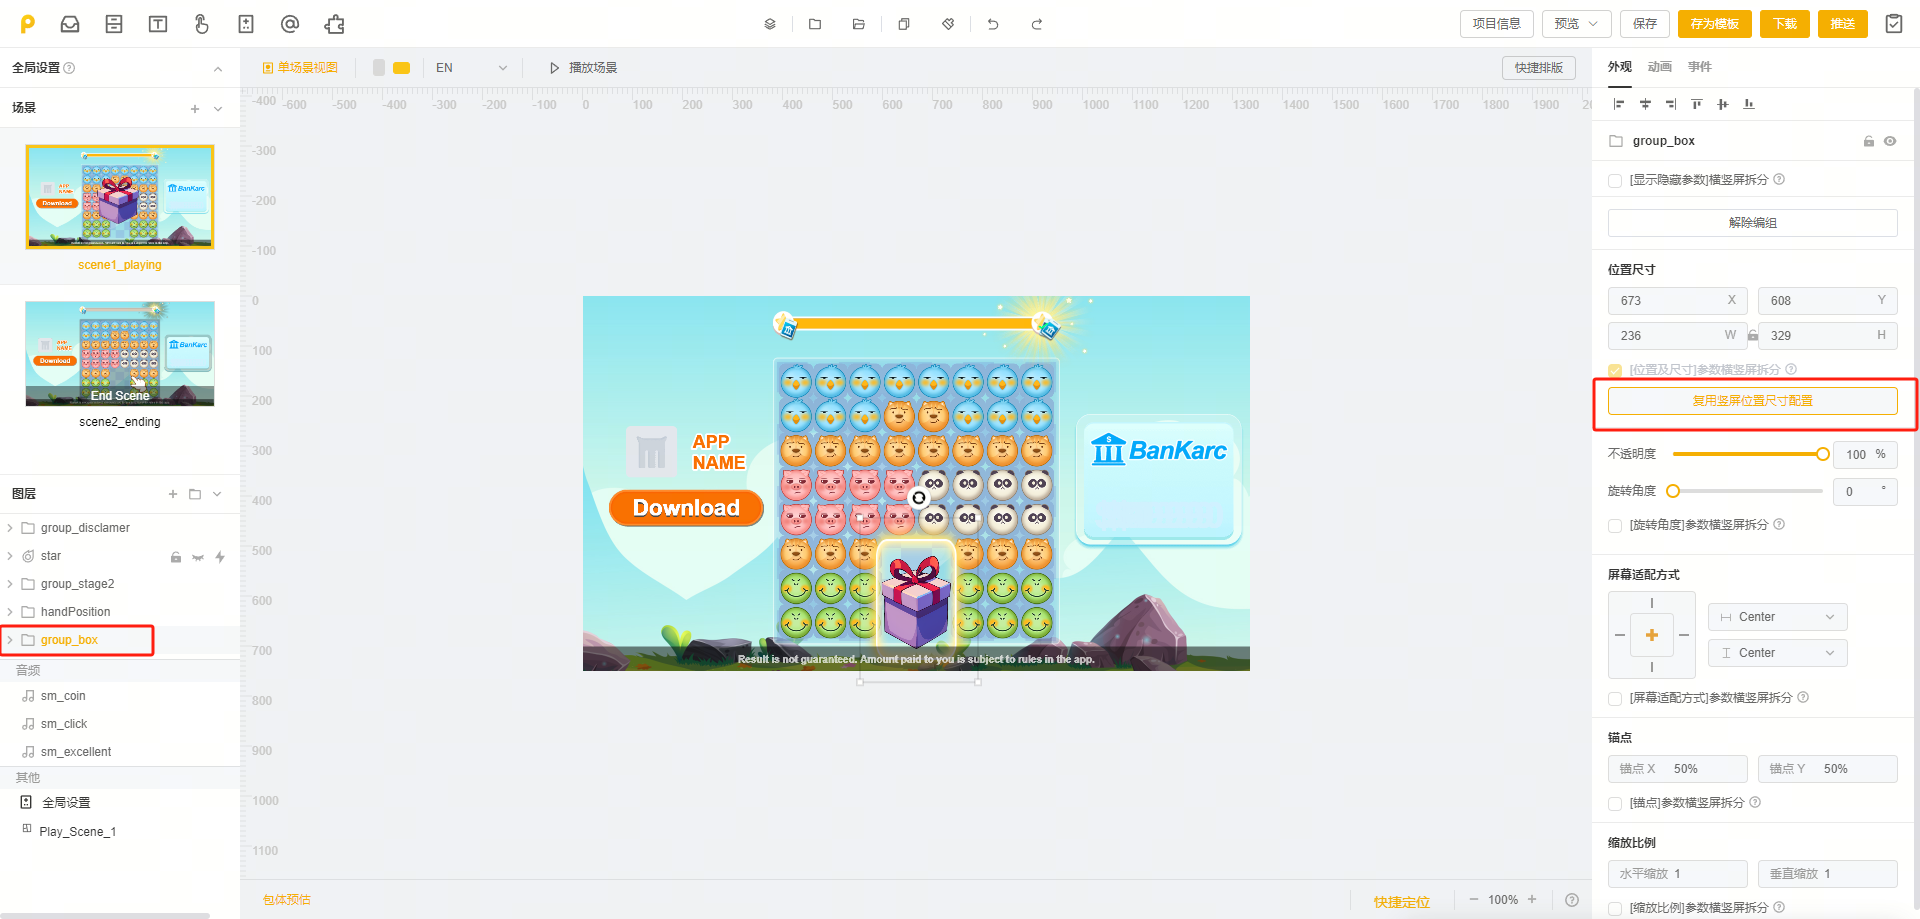 项目信息
预览
保存
存为模板
下载
推送
全局设置
单场景视图
EN
播放场景
快捷排版
外观
动画
事件
场景
-400 -600 -500 -400 -300 -200 -100 0 100 200 300 400 500 600 700 800 900 1000 1100 1200 1300 1400 1500 1600 1700 1800 1900
-300
-200
-100
0
100
200
300
400
500
600
700
800
900
1000
1100
APP
NAME
Download
BanKarc
scene1_playing
APP
NAME
Download
BanKarc
End Scene
scene2_ending
图层
group_disclamer
star
group_stage2
handPosition
group_box
音频
sm_coin
sm_click
sm_excellent
其他
全局设置
Play_Scene_1
APP
NAME
Download
BanKarc
Result is not guaranteed. Amount paid to you is subject to rules in the app.
包体预估
快捷定位
100%
group_box
[显示隐藏参数]横竖屏拆分
解除编组
位置尺寸
673 X
608 Y
236 W
329 H
[位置及尺寸]参数横竖屏拆分
复用竖屏位置尺寸配置
不透明度
100 %
旋转角度
0 °
[旋转角度]参数横竖屏拆分
屏幕适配方式
Center
Center
[屏幕适配方式]参数横竖屏拆分
锚点
锚点 X 50%
锚点 Y 50%
[锚点]参数横竖屏拆分
缩放比例
水平缩放 1
垂直缩放 1
[缩放比例]参数横竖屏拆分